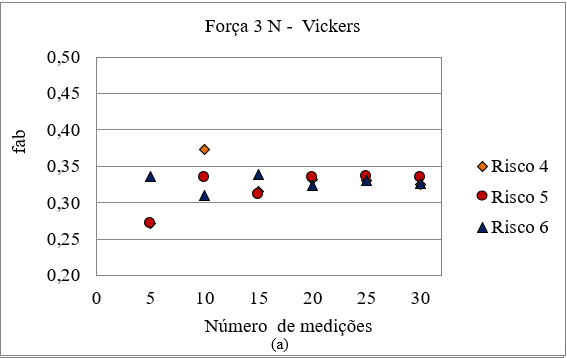 Força 3 N - Vickers
0,50
0,45
0,40
0,35
0,30
0,25
0,20
fab
0 5 10 15 20 25 30
Número de medições
(a)
Risco 4
Risco 5
Risco 6